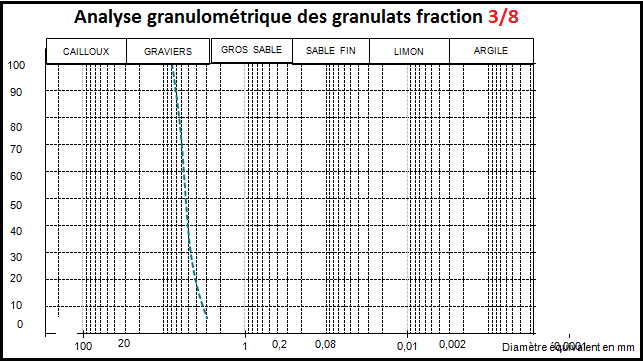 Analyse granulométrique des granulats fraction 3/8
CAILLOUX GRAVIERS GROS SABLE SABLE FIN LIMON ARGILE
100
90
80
70
60
50
40
30
20
10
0
100 20 1 0,2 0,08 0,01 0,002 0,0001
Diamètre équivalent en mm